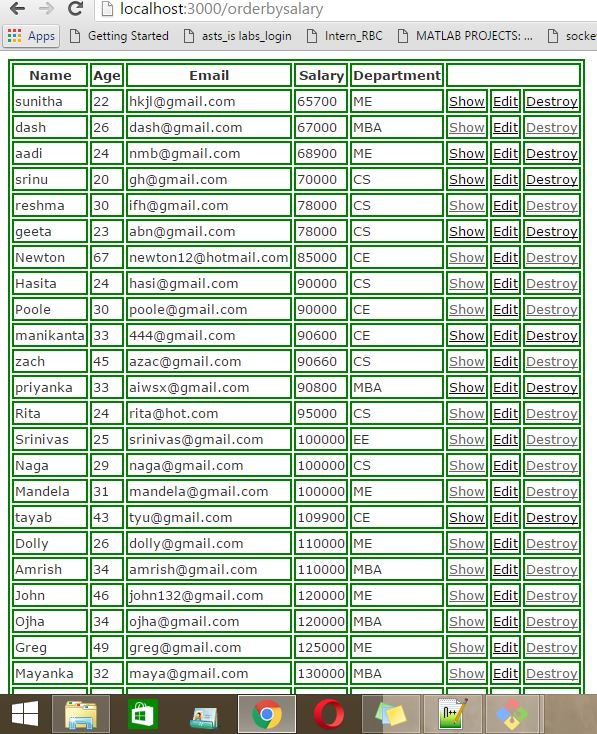 localhost:3000/orderbysalary
Apps Getting Started asts_is labs_login Intern_RBC MATLAB PROJECTS: ... socke
Name Age Email Salary Department
sunitha 22 hkjl@gmail.com 65700 ME Show Edit Destroy
dash 26 dash@gmail.com 67000 MBA Show Edit Destroy
aadi 24 nmb@gmail.com 68900 ME Show Edit Destroy
srinu 20 gh@gmail.com 70000 CS Show Edit Destroy
reshma 30 ifh@gmail.com 78000 CS Show Edit Destroy
geeta 23 abn@gmail.com 78000 CS Show Edit Destroy
Newton 67 newton12@hotmail.com 85000 CE Show Edit Destroy
Hasita 24 hasi@gmail.com 90000 CS Show Edit Destroy
Poole 30 poole@gmail.com 90000 CE Show Edit Destroy
manikanta 33 444@gmail.com 90600 CE Show Edit Destroy
zach 45 azac@gmail.com 90660 CS Show Edit Destroy
priyanka 33 aiwsx@gmail.com 90800 MBA Show Edit Destroy
Rita 24 rita@hot.com 95000 CS Show Edit Destroy
Srinivas 25 srinivas@gmail.com 100000 EE Show Edit Destroy
Naga 29 naga@gmail.com 100000 CS Show Edit Destroy
Mandela 31 mandela@gmail.com 100000 ME Show Edit Destroy
tayab 43 tyu@gmail.com 109900 CE Show Edit Destroy
Dolly 26 dolly@gmail.com 110000 ME Show Edit Destroy
Amrish 34 amrish@gmail.com 110000 MBA Show Edit Destroy
John 46 john132@gmail.com 120000 ME Show Edit Destroy
Ojha 34 ojha@gmail.com 120000 MBA Show Edit Destroy
Greg 49 greg@gmail.com 125000 ME Show Edit Destroy
Mayanka 32 maya@gmail.com 130000 MBA Show Edit Destroy
n++